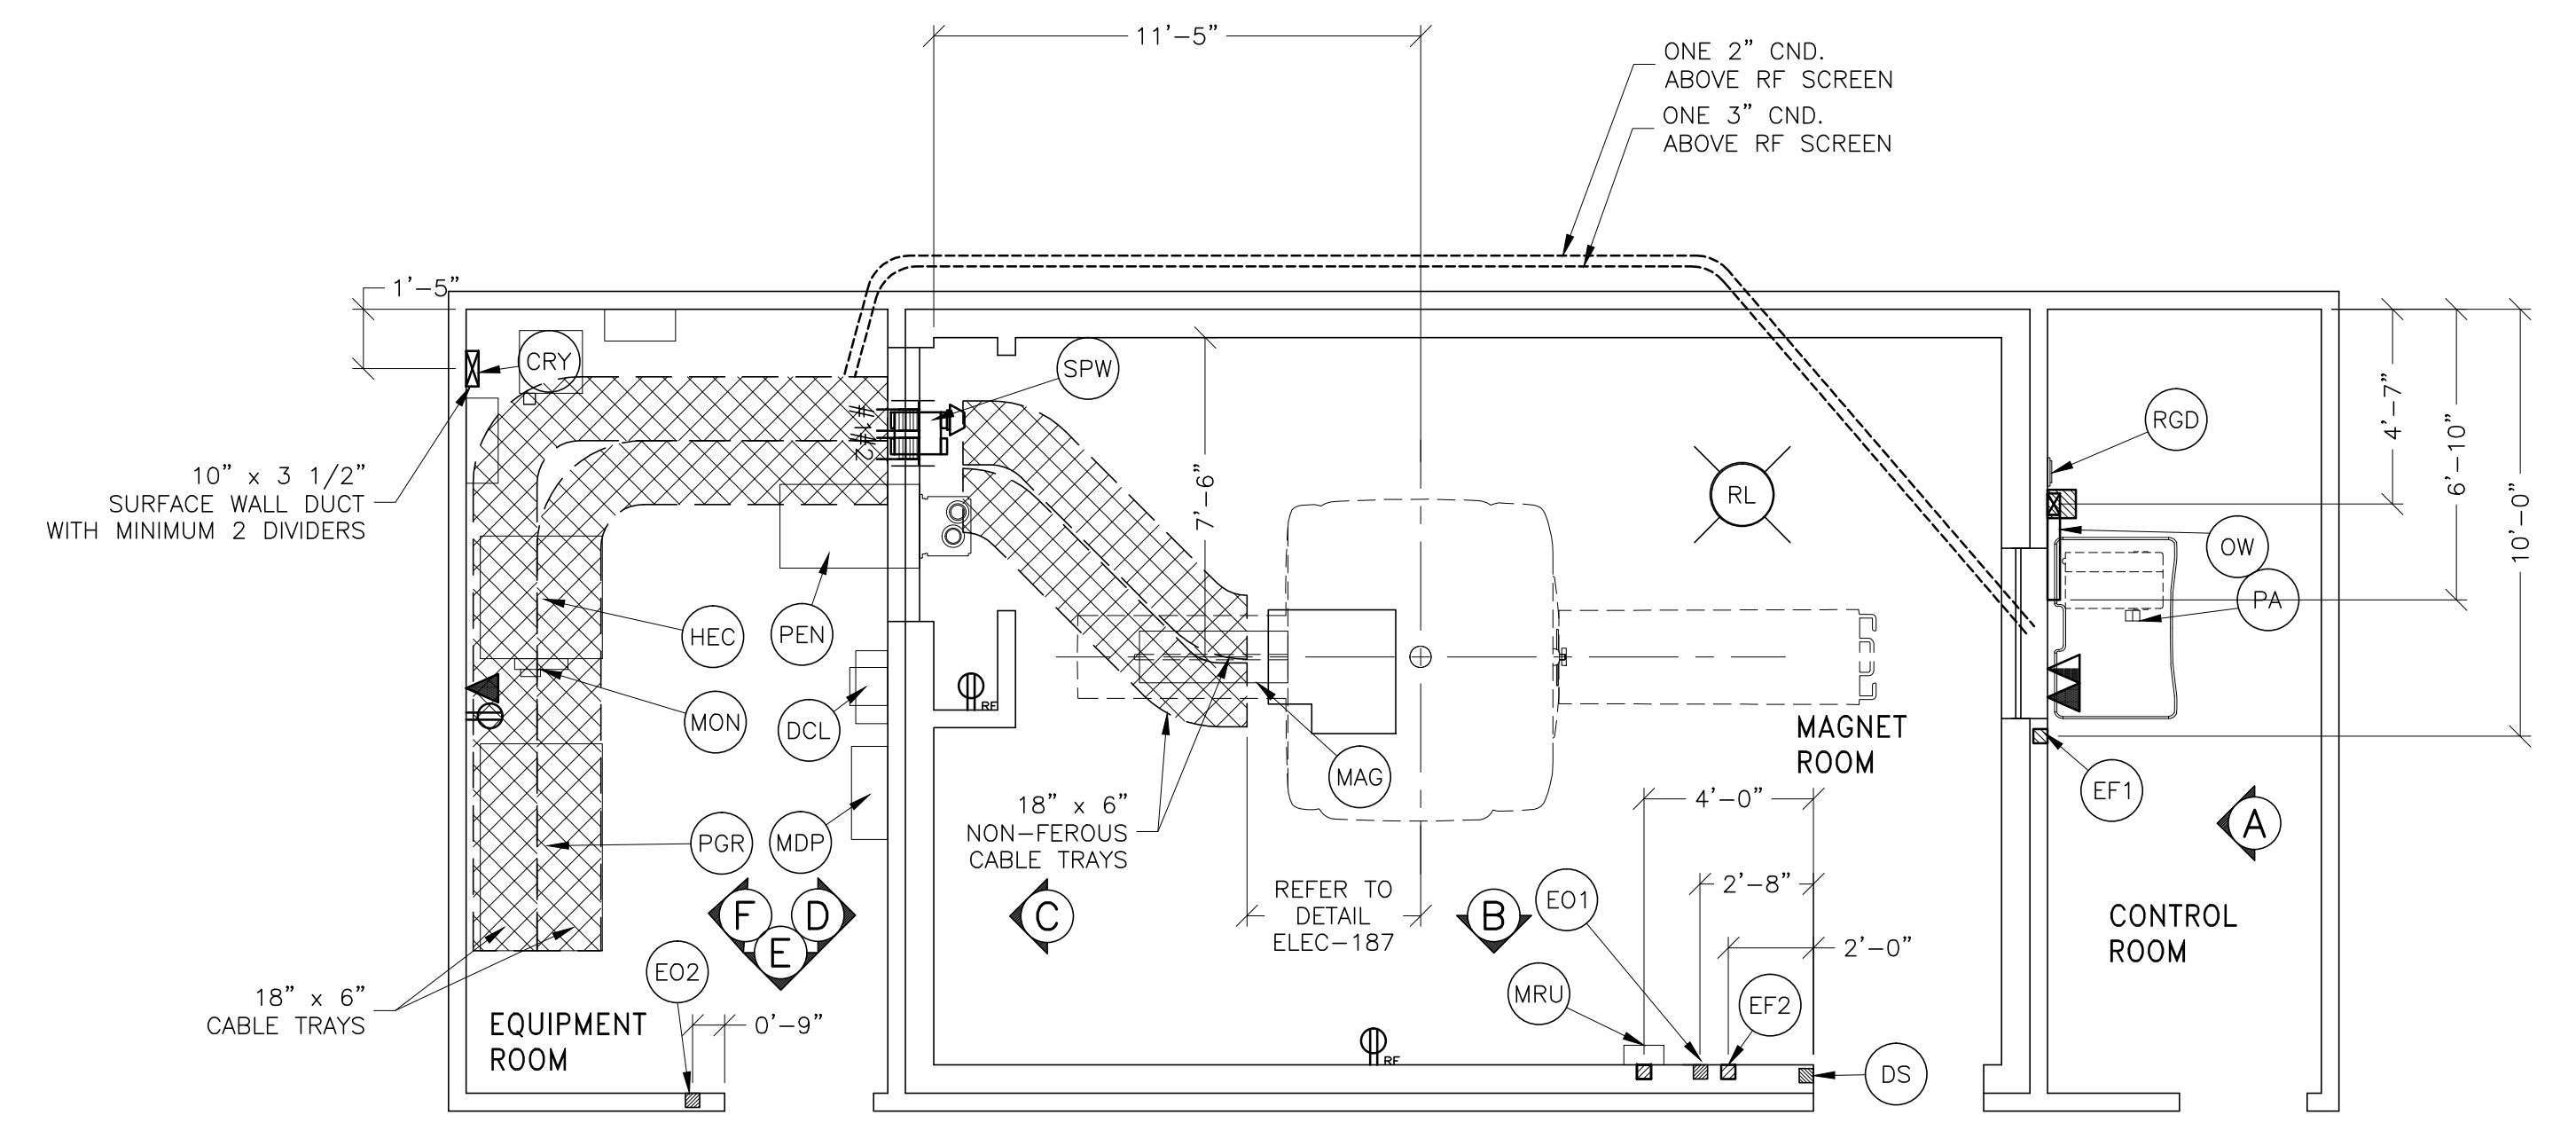 11'-5"
ONE 2" CND.
ABOVE RF SCREEN
ONE 3" CND.
ABOVE RF SCREEN
1'-5"
CRY
SPW
10" x 3 1/2"
SURFACE WALL DUCT
WITH MINIMUM 2 DIVIDERS
#1
#2
7'-6"
RL
RGD
4'-7"
6'-10"
10'-0"
OW
PA
HEC
PEN
MON
DCL
RF
MAG
MAGNET
ROOM
EF1
PGR
MDP
18" x 6"
NON-FEROUS
CABLE TRAYS
4'-0"
A
F
D
E
C
REFER TO
DETAIL
ELEC-187
B
EO1
2'-8"
2'-0"
CONTROL
ROOM
EO2
MRU
EF2
18" x 6"
CABLE TRAYS
EQUIPMENT
ROOM
0'-9"
RF
DS